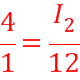 4/1 = I₂/12